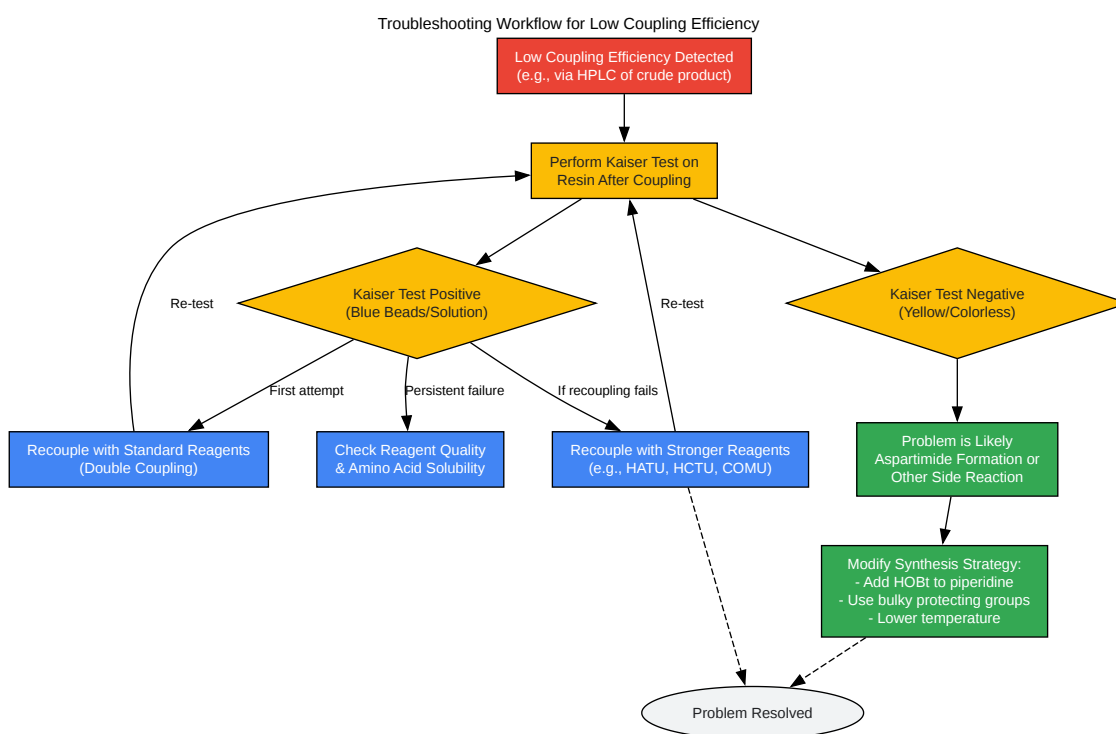 Troubleshooting Workflow for Low Coupling Efficiency
Low Coupling Efficiency Detected
(e.g., via HPLC of crude product)
Perform Kaiser Test on
Resin After Coupling
Kaiser Test Positive
(Blue Beads/Solution)
Kaiser Test Negative
(Yellow/Colorless)
Re-test
Re-test
First attempt
Persistent failure
If recoupling fails
Recouple with Standard Reagents
(Double Coupling)
Check Reagent Quality
& Amino Acid Solubility
Recouple with Stronger Reagents
(e.g., HATU, HCTU, COMU)
Problem is Likely
Aspartimide Formation or
Other Side Reaction
Modify Synthesis Strategy:
- Add HOBt to piperidine
- Use bulky protecting groups
- Lower temperature
Problem Resolved